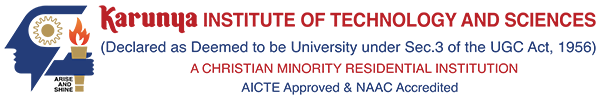 Karunya INSTITUTE OF TECHNOLOGY AND SCIENCES
(Declared as Deemed to be University under Sec.3 of the UGC Act, 1956)
A CHRISTIAN MINORITY RESIDENTIAL INSTITUTION
AICTE Approved & NAAC Accredited
ARISE
AND
SHINE